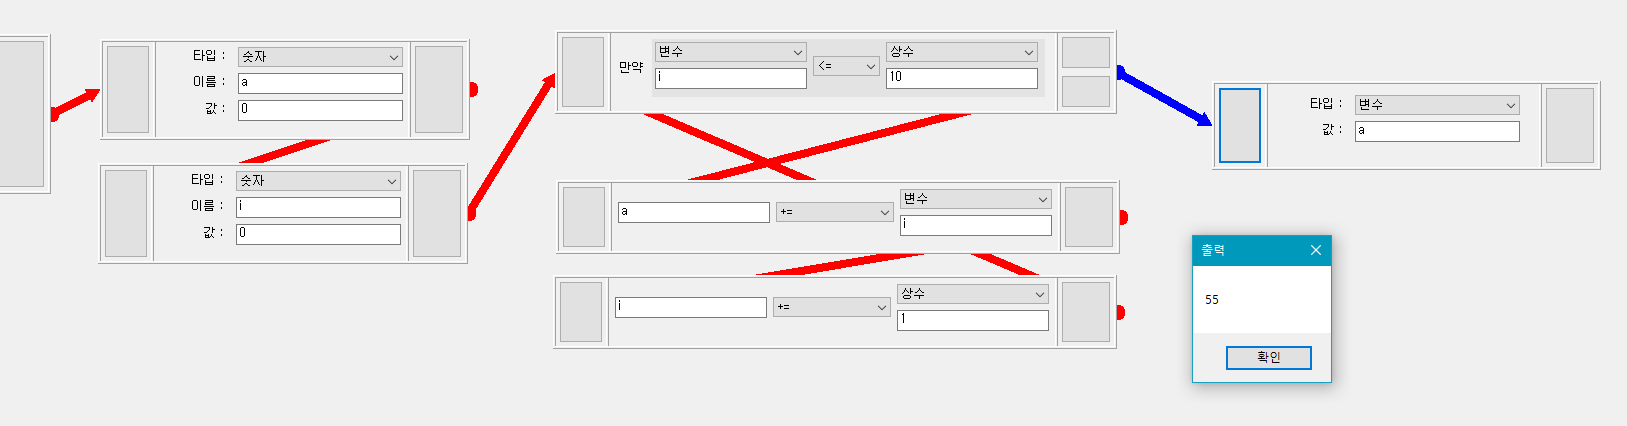 타입 : 숫자
이름 : a
값 : 0
타입 : 숫자
이름 : i
값 : 0
만약 변수 i <= 상수 10
a += 변수 i
i += 상수 1
타입 : 변수
값 : a
출력
55
확인